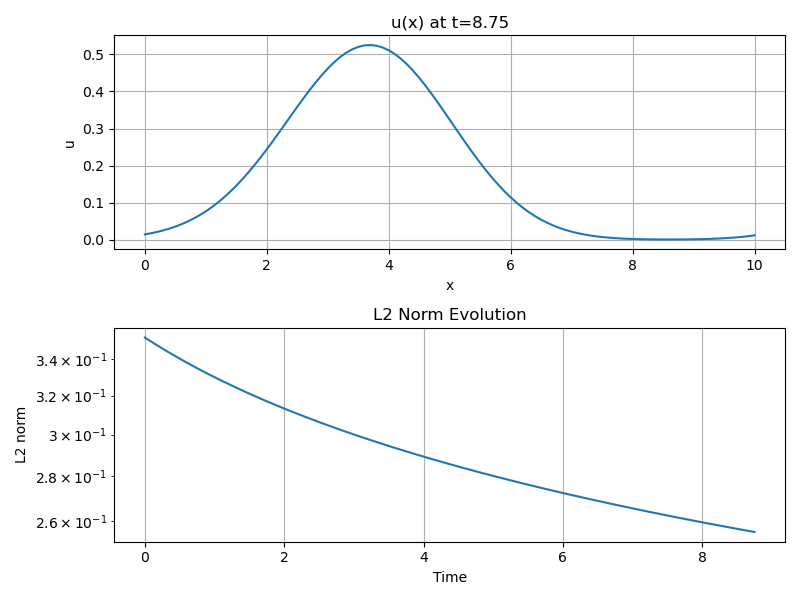 u(x) at t=8.75
0.5
0.4
0.3
0.2
0.1
0.0
u
0 2 4 6 8 10
x
L2 Norm Evolution
3.4 × 10⁻¹
3.2 × 10⁻¹
3 × 10⁻¹
2.8 × 10⁻¹
2.6 × 10⁻¹
L2 norm
0 2 4 6 8
Time